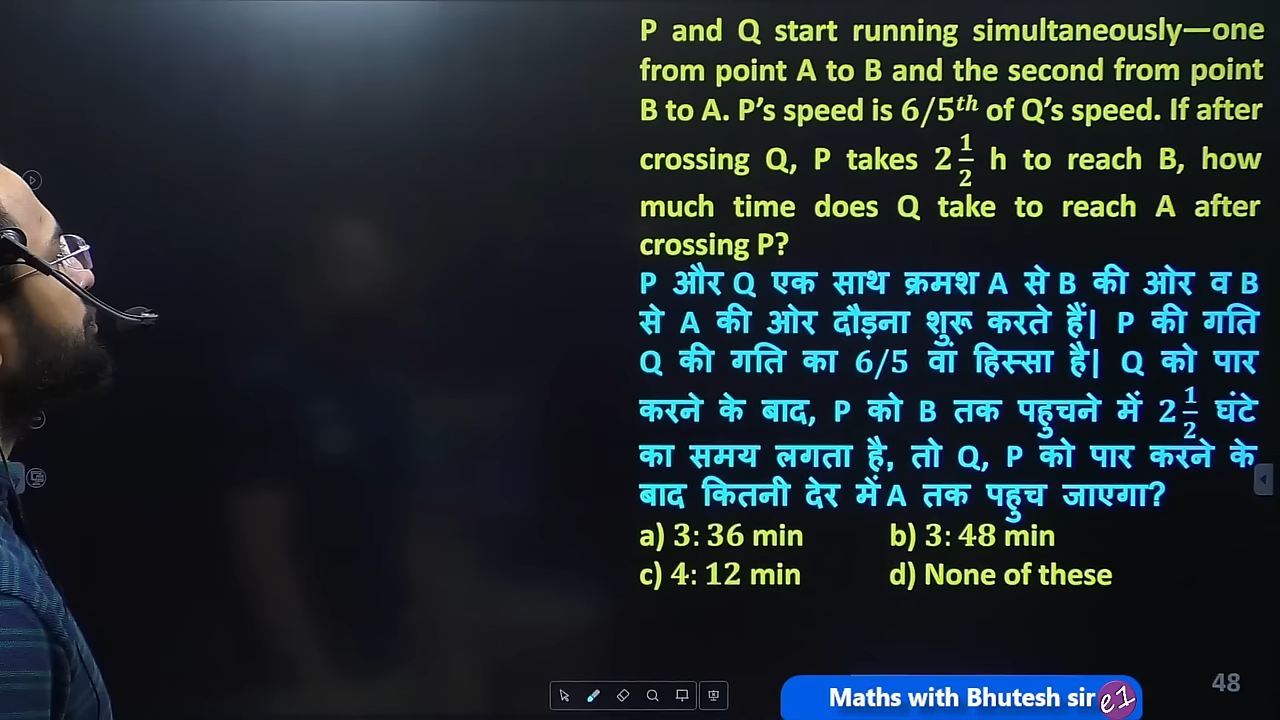 P and Q start running simultaneously—one
from point A to B and the second from point
B to A. P’s speed is 6/5ᵗʰ of Q’s speed. If after
crossing Q, P takes 2 1/2 h to reach B, how
much time does Q take to reach A after
crossing P?
P और Q एक साथ क्रमश A से B की ओर व B
से A की ओर दौड़ना शुरू करते हैं| P की गति
Q की गति का 6/5 वां हिस्सा है| Q को पार
करने के बाद, P को B तक पहुचने में 2 1/2 घंटे
का समय लगता है, तो Q, P को पार करने के
बाद कितनी देर में A तक पहुच जाएगा?
a) 3: 36 min b) 3: 48 min
c) 4: 12 min d) None of these
48
Maths with Bhutesh sir e1